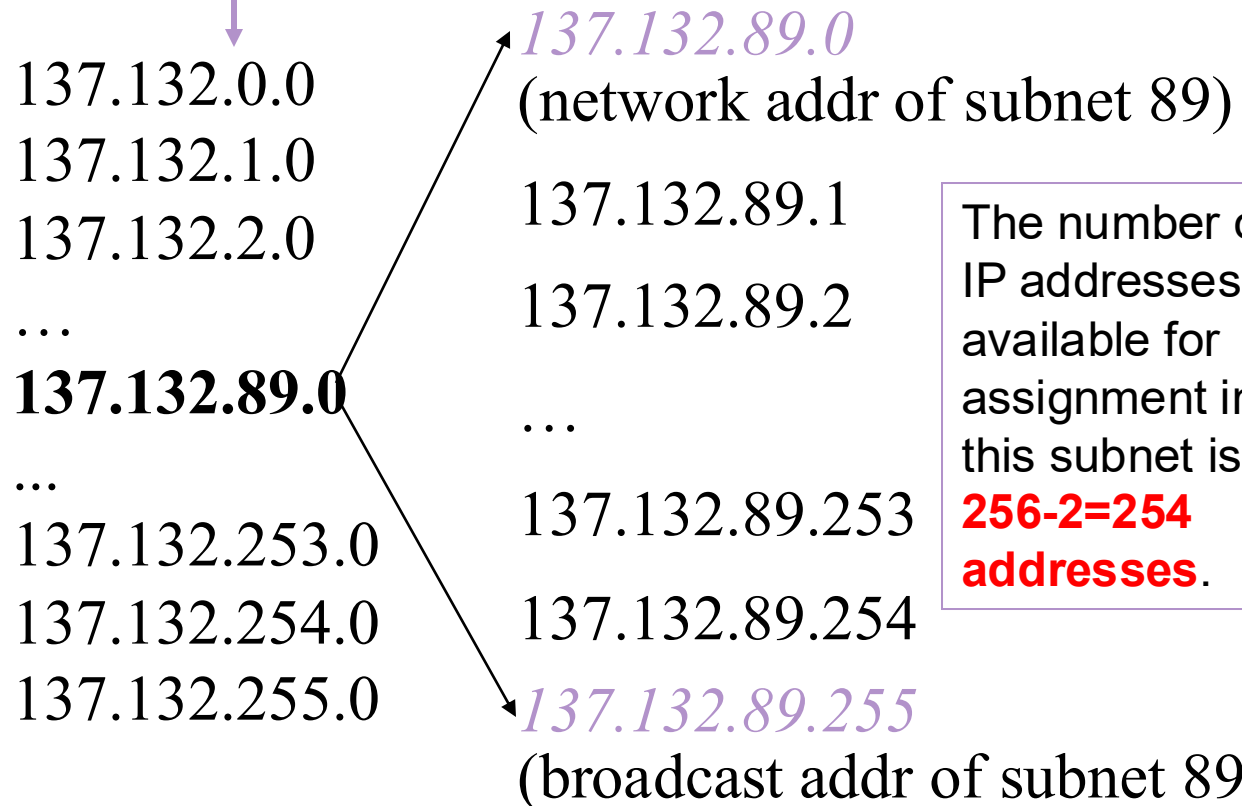 137.132.0.0
137.132.1.0
137.132.2.0
…
137.132.89.0
...
137.132.253.0
137.132.254.0
137.132.255.0
137.132.89.0
(network addr of subnet 89)
137.132.89.1
137.132.89.2
…
137.132.89.253
137.132.89.254
137.132.89.255
(broadcast addr of subnet 89
The number
IP addresses
available for
assignment
this subnet is
256-2=254
addresses.